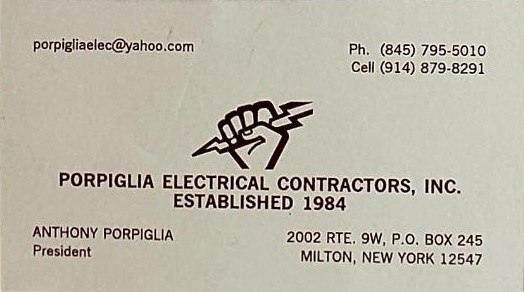 porpigliaelec@yahoo.com
Ph. (845) 795-5010
Cell (914) 879-8291
PORPIGLIA ELECTRICAL CONTRACTORS, INC.
ESTABLISHED 1984
ANTHONY PORPIGLIA
President
2002 RTE. 9W, P.O. BOX 245
MILTON, NEW YORK 12547